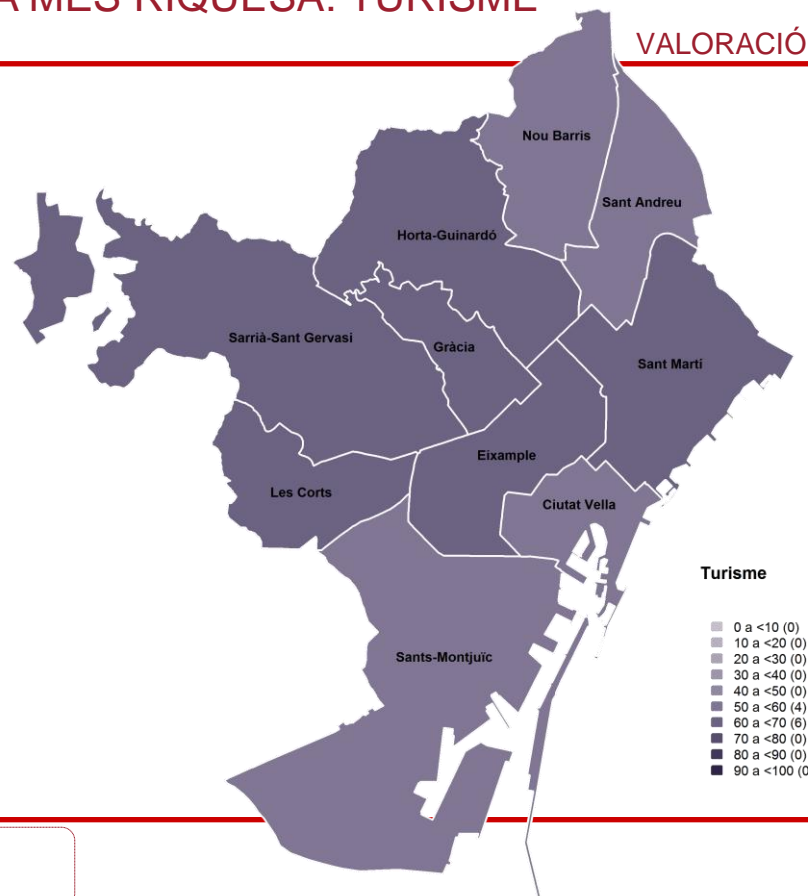 A MÉS RIQUESA: TURISME
VALORACIÓ
Nou Barris
Sant Andreu
Horta-Guinardó
Sarrià-Sant Gervasi
Gràcia
Sant Martí
Eixample
Les Corts
Ciutat Vella
Sants-Montjuïc
Turisme
0 a <10 (0)
10 a <20 (0)
20 a <30 (0)
30 a <40 (0)
40 a <50 (0)
50 a <60 (4)
60 a <70 (6)
70 a <80 (0)
80 a <90 (0)
90 a <100 (0